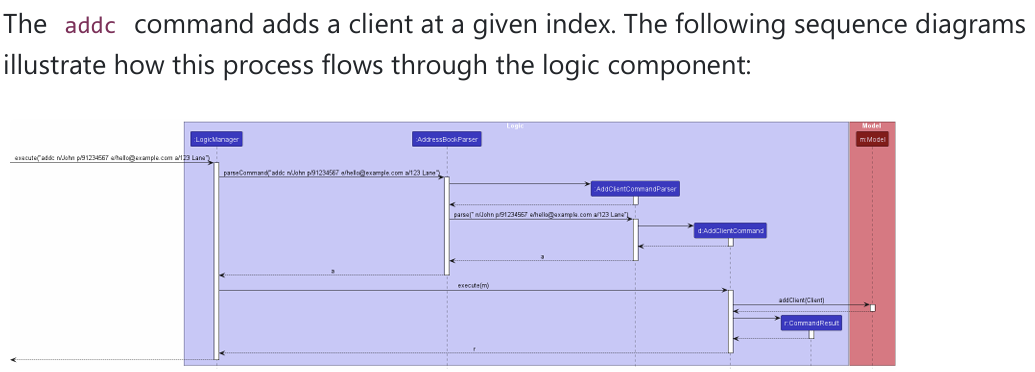 The addc command adds a client at a given index. The following sequence diagrams
illustrate how this process flows through the logic component:
Logic
Model
:LogicManager
:AddressBookParser
m:Model
execute("addc n/John p/91234567 e/hello@example.com a/123 Lane")
parseCommand("addc n/John p/91234567 e/hello@example.com a/123 Lane")
:AddClientCommandParser
parse(" n/John p/91234567 e/hello@example.com a/123 Lane")
d:AddClientCommand
a
a
execute(m)
addClient(Client)
r:CommandResult
r